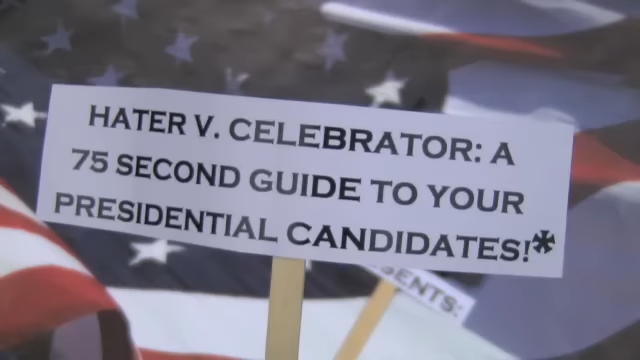 HATER V. CELEBRATOR: A
75 SECOND GUIDE TO YOUR
PRESIDENTIAL CANDIDATES!*
SENTS: